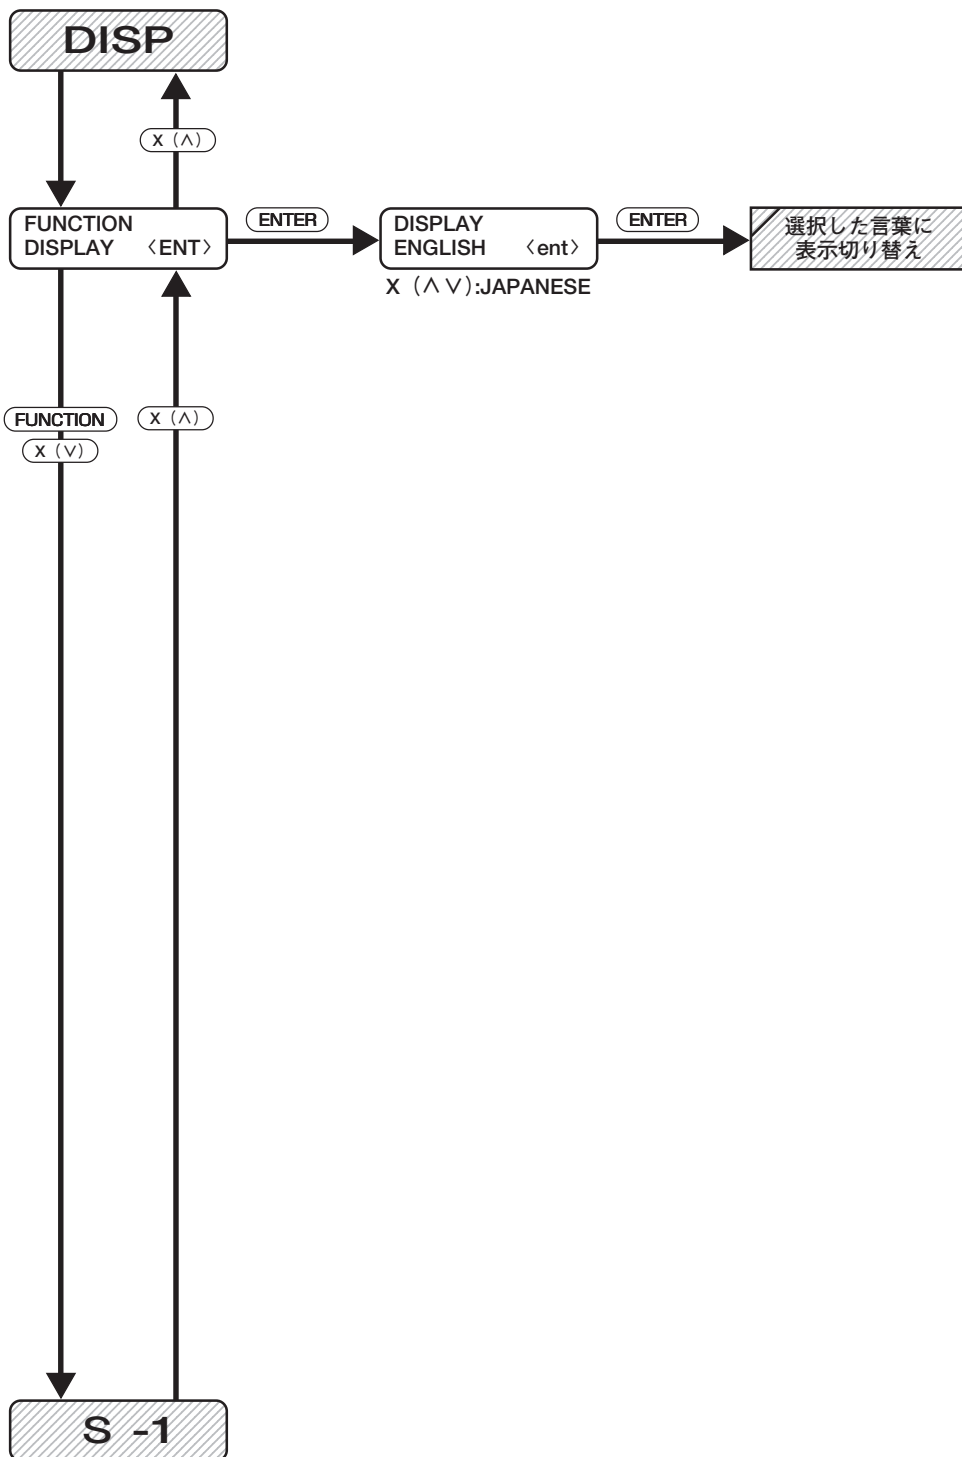 DISP
X (∧)
FUNCTION
DISPLAY 〈ENT〉
ENTER
DISPLAY
ENGLISH 〈ent〉
X (∧∨):JAPANESE
ENTER
選択した言葉に
表示切り替え
FUNCTION
X (∨)
X (∧)
S -1